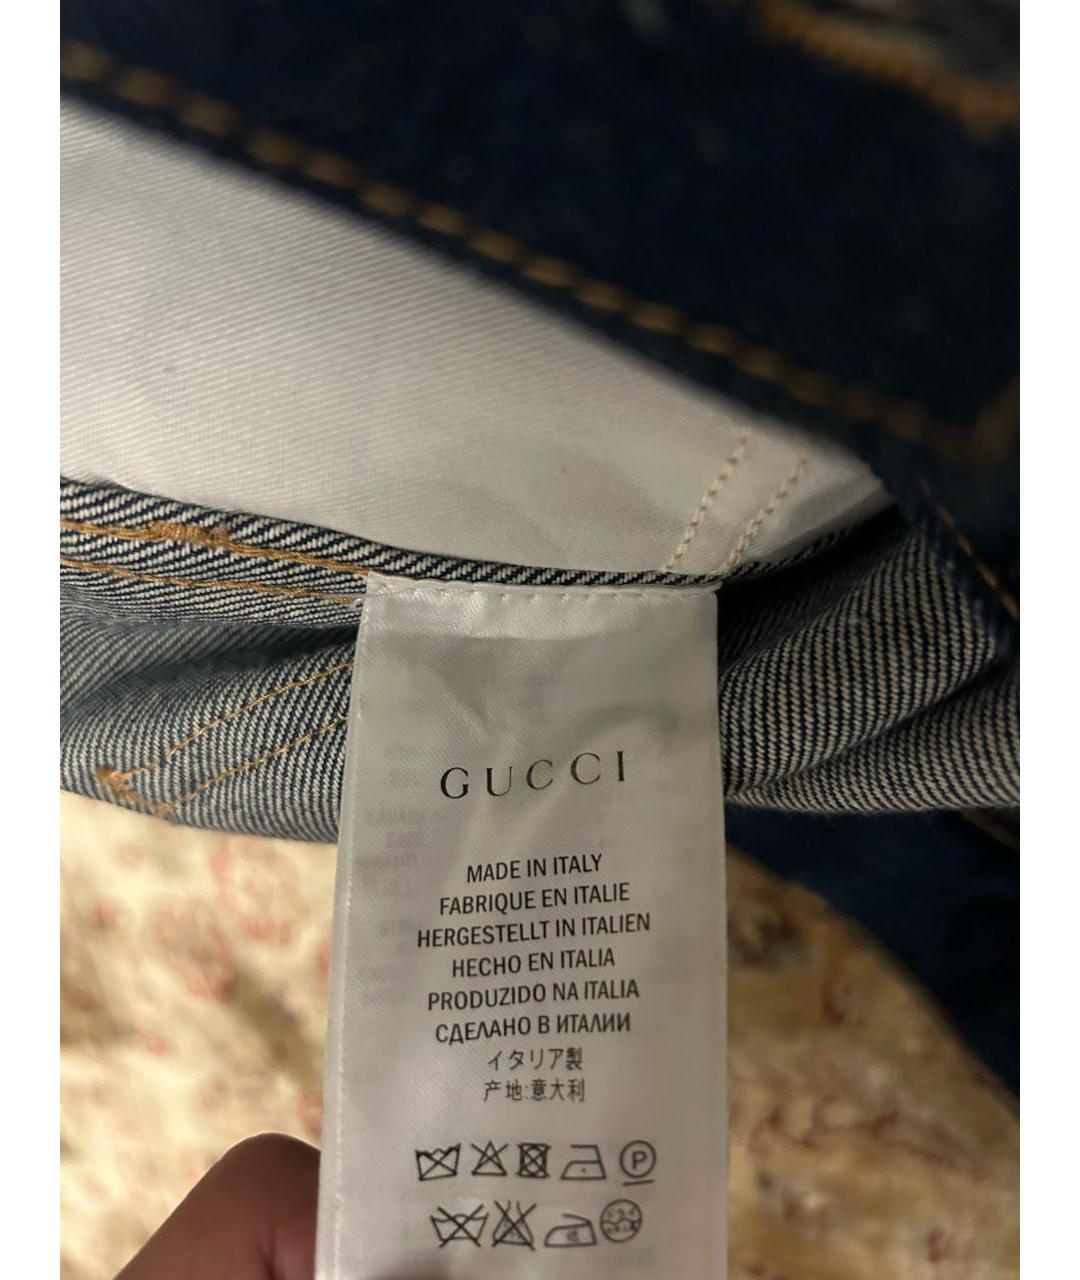 GUCCI
MADE IN ITALY
FABRIQUE EN ITALIE
HERGESTELLT IN ITALIEN
HECHO EN ITALIA
PRODUZIDO NA ITALIA
СДЕЛАНО В ИТАЛИИ
イタリア製
产地:意大利
P